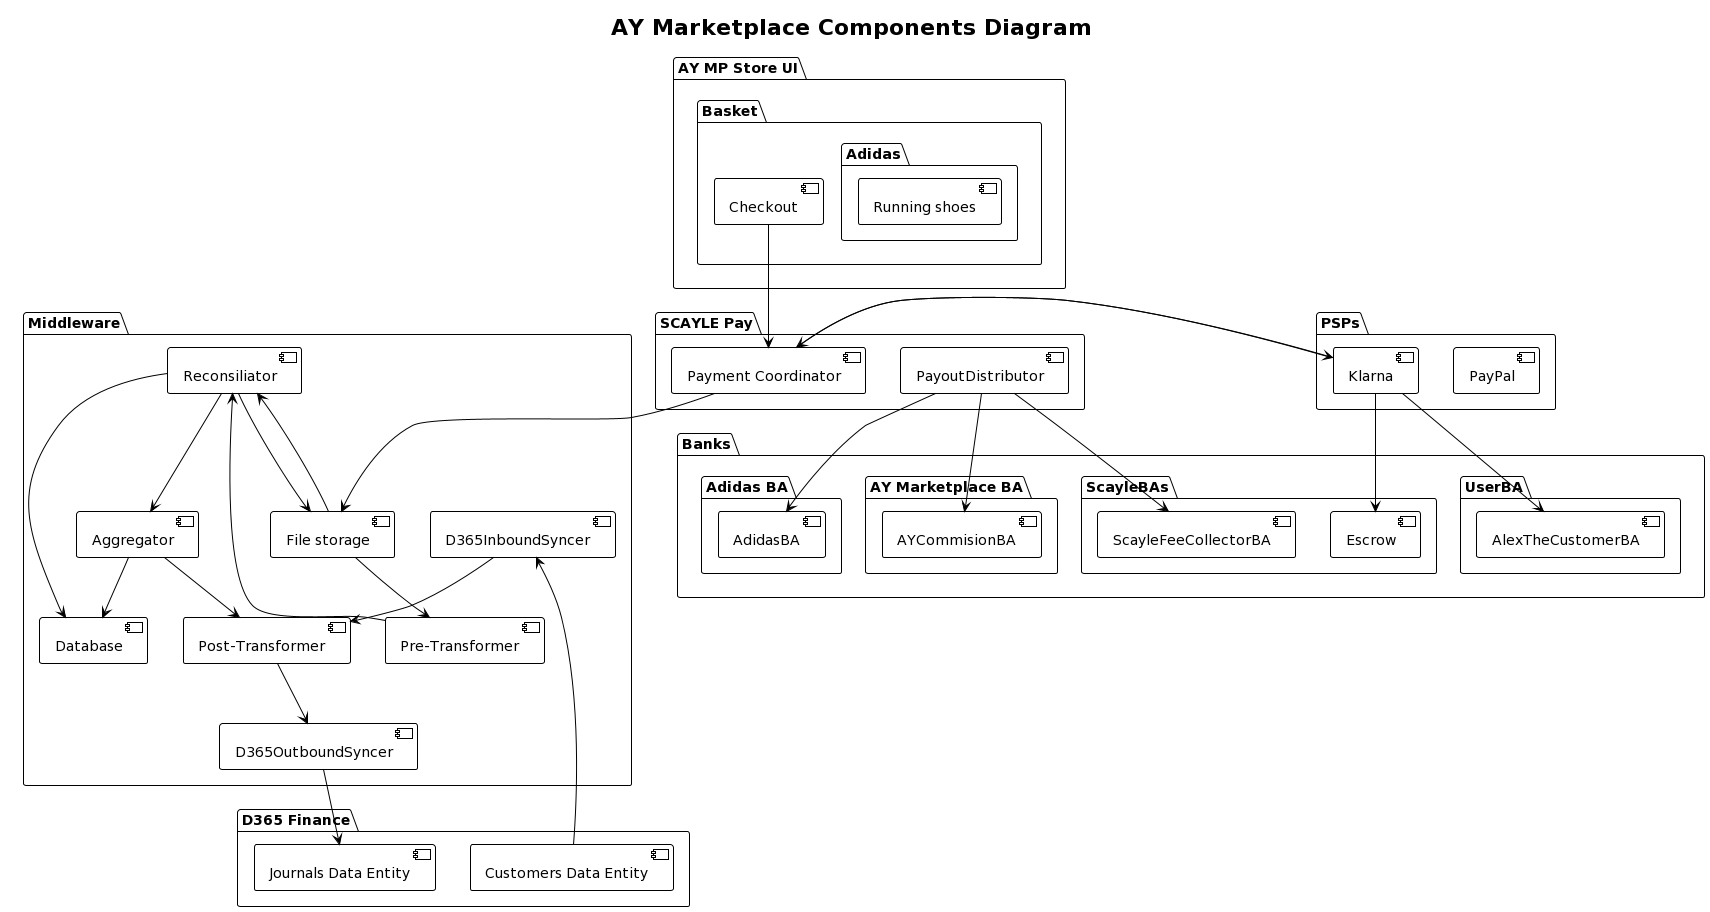 AY Marketplace Components Diagram
AY MP Store UI
Basket
Adidas
Checkout
Running shoes
Middleware
SCAYLE Pay
PSPs
Reconsiliator
Payment Coordinator
PayoutDistributor
Klarna
PayPal
Banks
Adidas BA
AY Marketplace BA
ScayleBAs
UserBA
Aggregator
File storage
D365InboundSyncer
AdidasBA
AYCommisionBA
ScayleFeeCollectorBA
Escrow
AlexTheCustomerBA
Database
Post-Transformer
Pre-Transformer
D365OutboundSyncer
D365 Finance
Journals Data Entity
Customers Data Entity